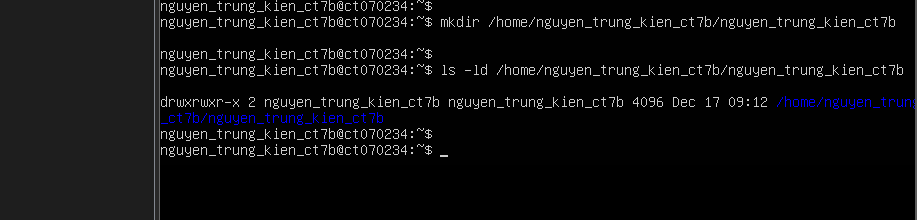 nguyen_trung_kien_ct7b@ct070234:~$
nguyen_trung_kien_ct7b@ct070234:~$ mkdir /home/nguyen_trung_kien_ct7b/nguyen_trung_kien_ct7b
nguyen_trung_kien_ct7b@ct070234:~$
nguyen_trung_kien_ct7b@ct070234:~$ ls -ld /home/nguyen_trung_kien_ct7b/nguyen_trung_kien_ct7b
drwxrwxr-x 2 nguyen_trung_kien_ct7b nguyen_trung_kien_ct7b 4096 Dec 17 09:12 /home/nguyen_trung
_ct7b/nguyen_trung_kien_ct7b
nguyen_trung_kien_ct7b@ct070234:~$
nguyen_trung_kien_ct7b@ct070234:~$ _